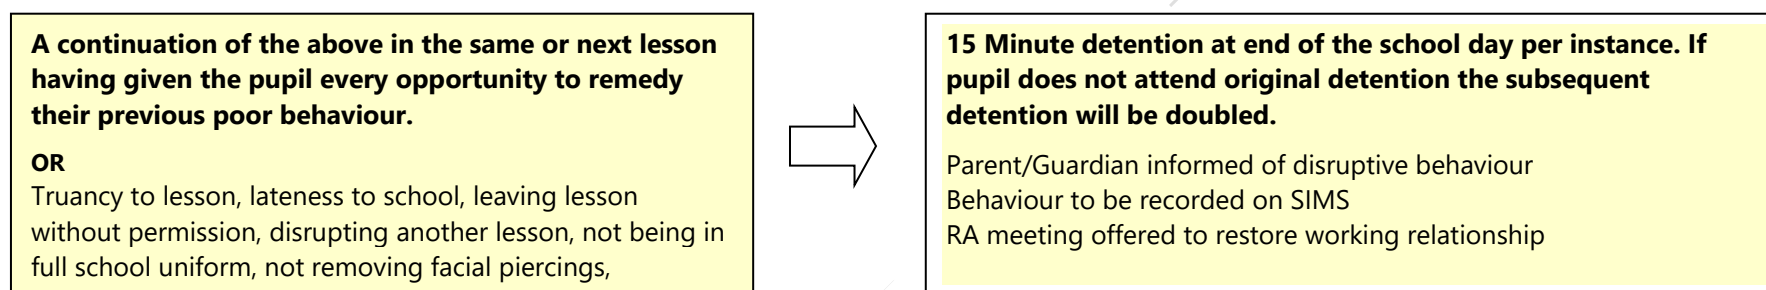 A continuation of the above in the same or next lesson
having given the pupil every opportunity to remedy
their previous poor behaviour.
OR
Truancy to lesson, lateness to school, leaving lesson
without permission, disrupting another lesson, not being in
full school uniform, not removing facial piercings,
15 Minute detention at end of the school day per instance. If
pupil does not attend original detention the subsequent
detention will be doubled.
Parent/Guardian informed of disruptive behaviour
Behaviour to be recorded on SIMS
RA meeting offered to restore working relationship